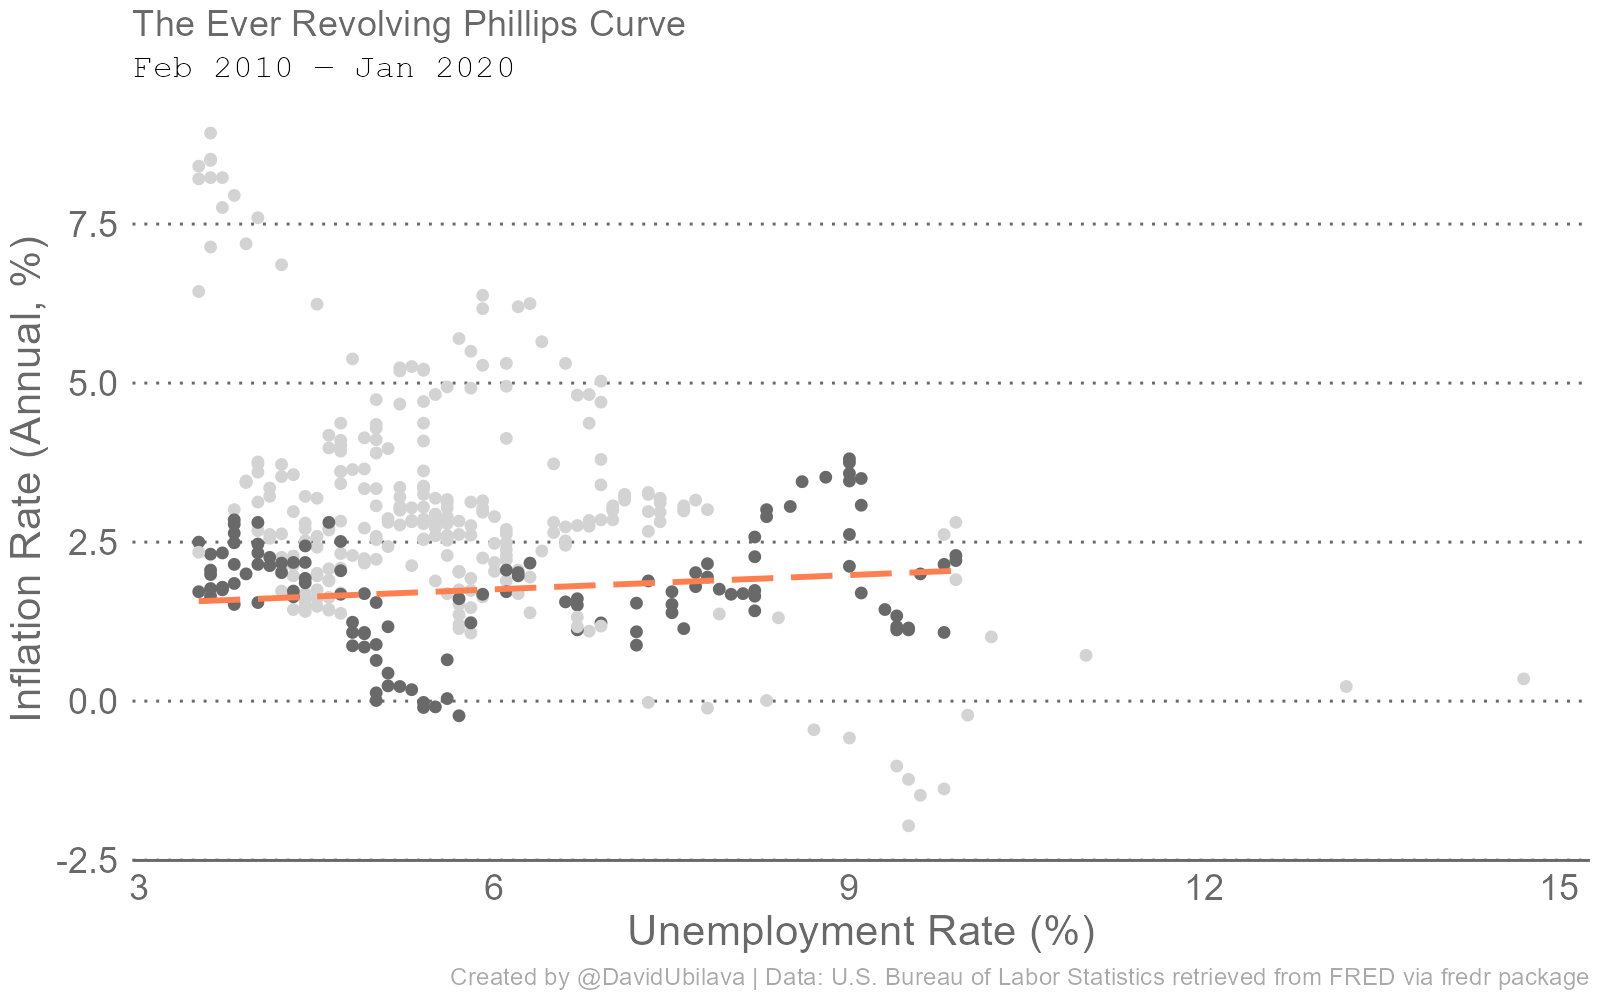 The Ever Revolving Phillips Curve
Feb 2010 — Jan 2020
Inflation Rate (Annual, %)
7.5
5.0
2.5
0.0
-2.5
3 6 9 12 15
Unemployment Rate (%)
Created by @DavidUbilava | Data: U.S. Bureau of Labor Statistics retrieved from FRED via fredr package